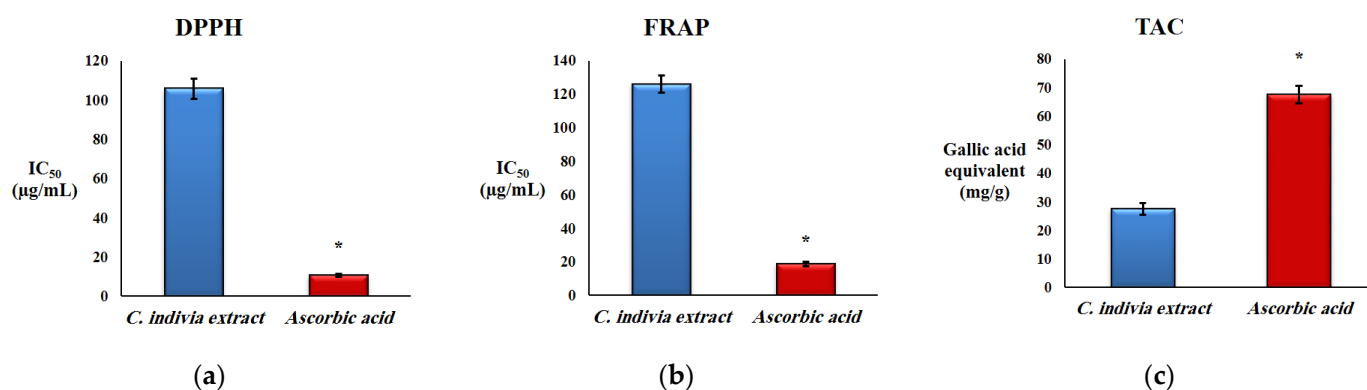 DPPH
120
100
80
60
40
20
0
IC₅₀
(µg/mL)
*
C. indivia extract
Ascorbic acid
(a)
FRAP
140
120
100
80
60
40
20
0
IC₅₀
(µg/mL)
*
C. indivia extract
Ascorbic acid
(b)
TAC
80
70
60
50
40
30
20
10
0
Gallic acid
equivalent
(mg/g)
*
C. indivia extract
Ascorbic acid
(c)